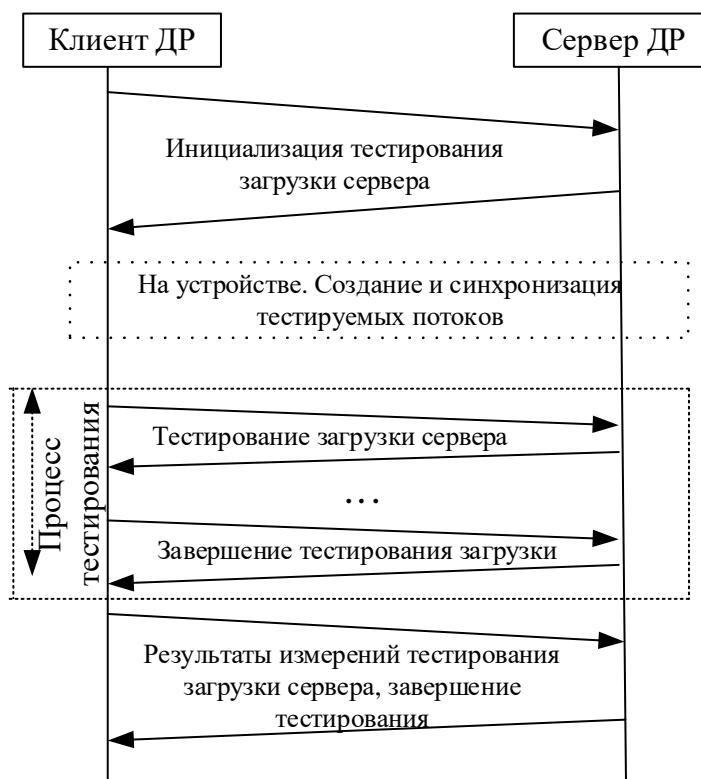 Клиент ДР
Сервер ДР
Инициализация тестирования
загрузки сервера
На устройстве. Создание и синхронизация
тестируемых потоков
Процесс
тестирования
Тестирование загрузки сервера
...
Завершение тестирования загрузки
Результаты измерений тестирования
загрузки сервера, завершение
тестирования